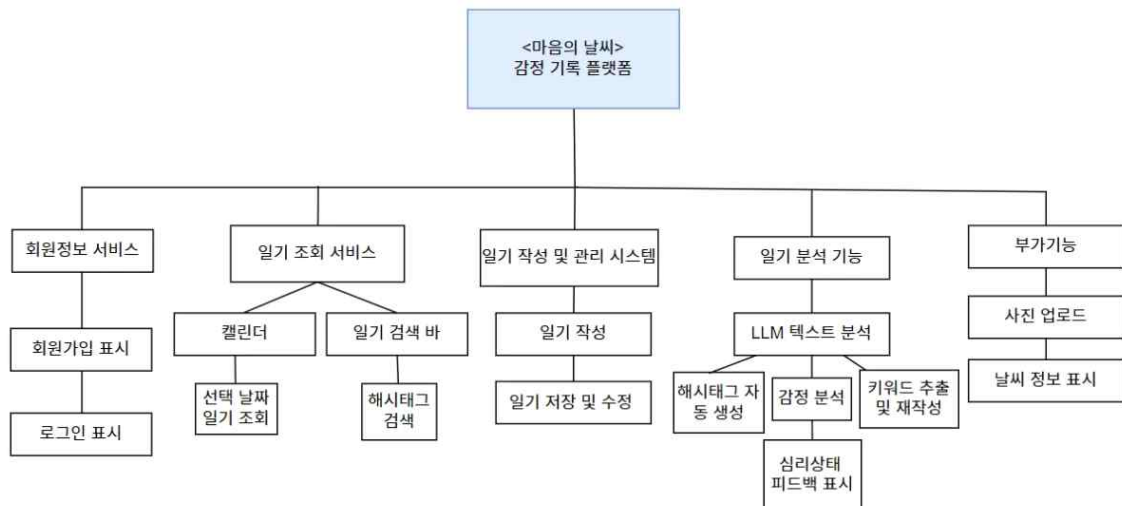 <마음의 날씨>
감정 기록 플랫폼
회원정보 서비스
일기 조회 서비스
일기 작성 및 관리 시스템
일기 분석 기능
부가기능
회원가입 표시
캘린더
일기 검색 바
일기 작성
LLM 텍스트 분석
사진 업로드
로그인 표시
선택 날짜
일기 조회
해시태그
검색
일기 저장 및 수정
해시태그 자
동 생성
감정 분석
키워드 추출
및 재작성
날씨 정보 표시
심리상태
피드백 표시